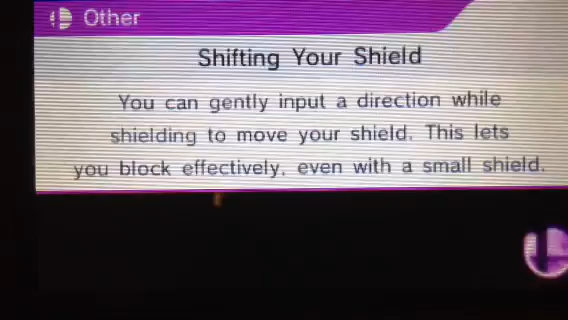 Other
Shifting Your Shield
You can gently input a direction while
shielding to move your shield. This lets
you block effectively, even with a small shield.